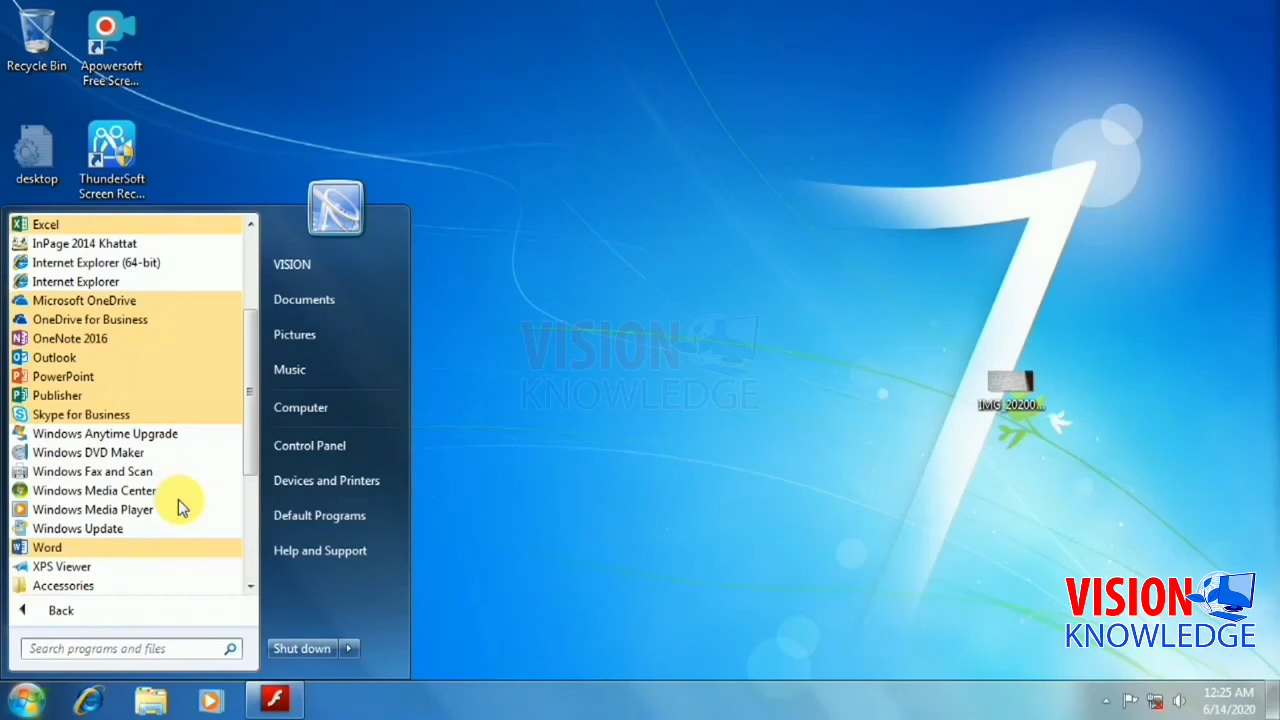 Recycle Bin
Apowersoft
Free Scre...
desktop
ThunderSoft
Screen Rec...
Excel
InPage 2014 Khattat
Internet Explorer (64-bit)
Internet Explorer
Microsoft OneDrive
OneDrive for Business
OneNote 2016
Outlook
PowerPoint
Publisher
Skype for Business
Windows Anytime Upgrade
Windows DVD Maker
Windows Fax and Scan
Windows Media Center
Windows Media Player
Windows Update
Word
XPS Viewer
Accessories
Back
Search programs and files
VISION
Documents
Pictures
Music
Computer
Control Panel
Devices and Printers
Default Programs
Help and Support
Shut down
VISION
KNOWLEDGE
7
IMG_20200...
VISION
KNOWLEDGE
12:25 AM
6/14/2020